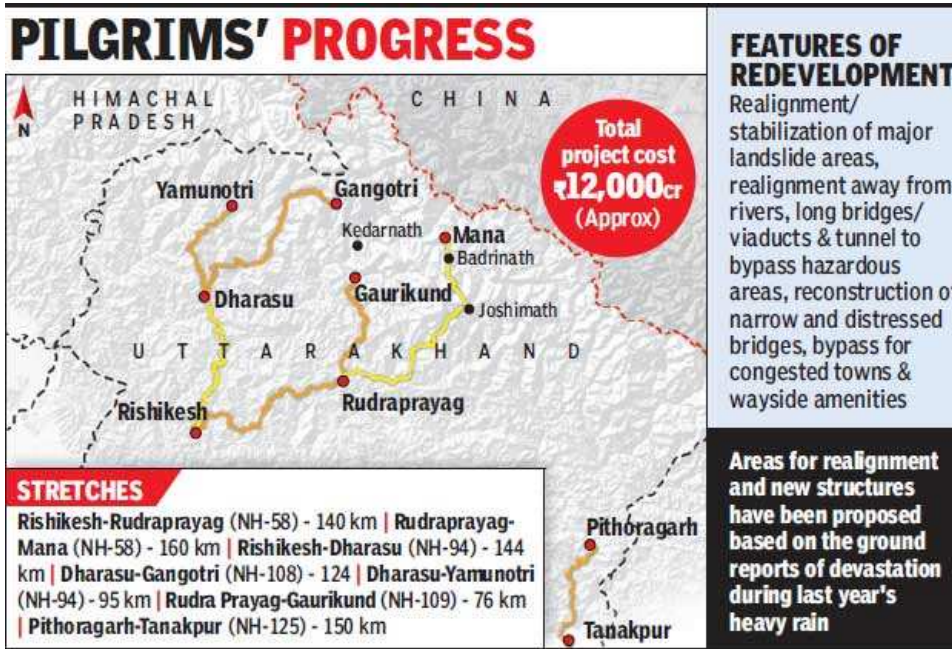 PILGRIMS' PROGRESS
N
HIMACHAL
PRADESH
CHINA
Total
project cost
₹12,000cr
(Approx)
Yamunotri
Gangotri
Kedarnath
Mana
Badrinath
Dharasu
Gaurikund
Joshimath
UTTARAKHAND
Rishikesh
Rudraprayag
STRETCHES
Rishikesh-Rudraprayag (NH-58) - 140 km | Rudraprayag-
Mana (NH-58) - 160 km | Rishikesh-Dharasu (NH-94) - 144
km | Dharasu-Gangotri (NH-108) - 124 | Dharasu-Yamunotri
(NH-94) - 95 km | Rudra Prayag-Gaurikund (NH-109) - 76 km
| Pithoragarh-Tanakpur (NH-125) - 150 km
Pithoragarh
Tanakpur
FEATURES OF
REDEVELOPMENT
Realignment/
stabilization of major
landslide areas,
realignment away from
rivers, long bridges/
viaducts & tunnel to
bypass hazardous
areas, reconstruction of
narrow and distressed
bridges, bypass for
congested towns &
wayside amenities
Areas for realignment
and new structures
have been proposed
based on the ground
reports of devastation
during last year's
heavy rain